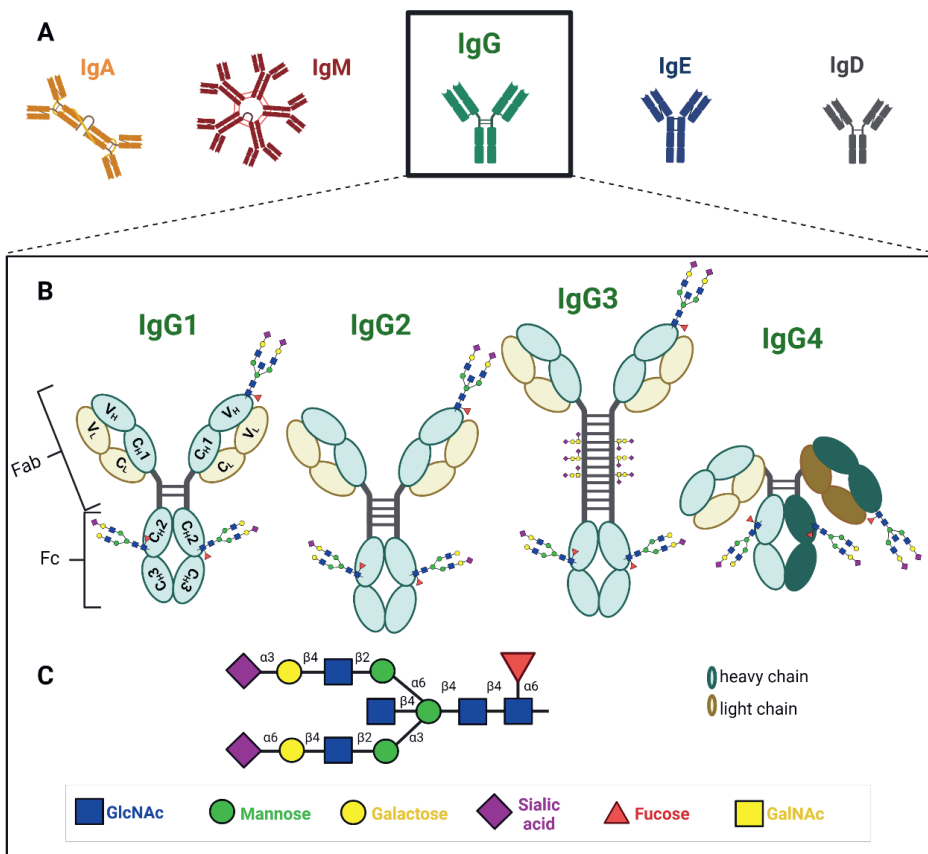 A
IgA
IgM
IgG
IgE
IgD
B
IgG1
IgG2
IgG3
IgG4
Fab
Fc
VL
VH
CH1
CL
VH
VL
CH1
CL
CH2
CH2
CH3
CH3
C
α3
β4
β2
α6
β4
β4
β4
α6
α6
β4
β2
α3
heavy chain
light chain
GlcNAc
Mannose
Galactose
Sialic
acid
Fucose
GalNAc